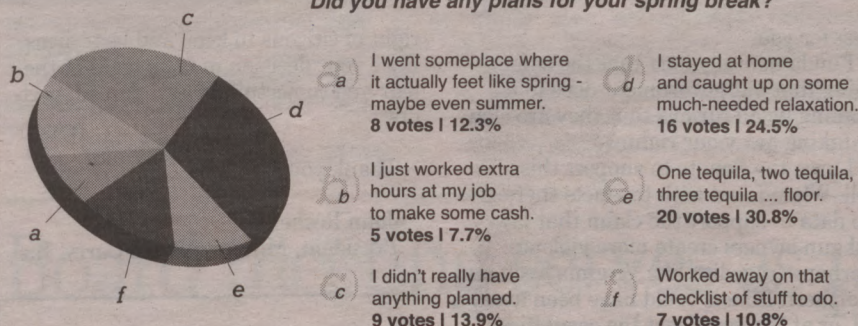 Did you have any plans for your spring break?
c
b
d
a
f
e
a) a I went someplace where
it actually feet like spring -
maybe even summer.
8 votes | 12.3%
b) b I just worked extra
hours at my job
to make some cash.
5 votes | 7.7%
c) c I didn't really have
anything planned.
9 votes | 13.9%
d) d I stayed at home
and caught up on some
much-needed relaxation.
16 votes | 24.5%
e) e One tequila, two tequila,
three tequila ... floor.
20 votes | 30.8%
f) f Worked away on that
checklist of stuff to do.
7 votes | 10.8%